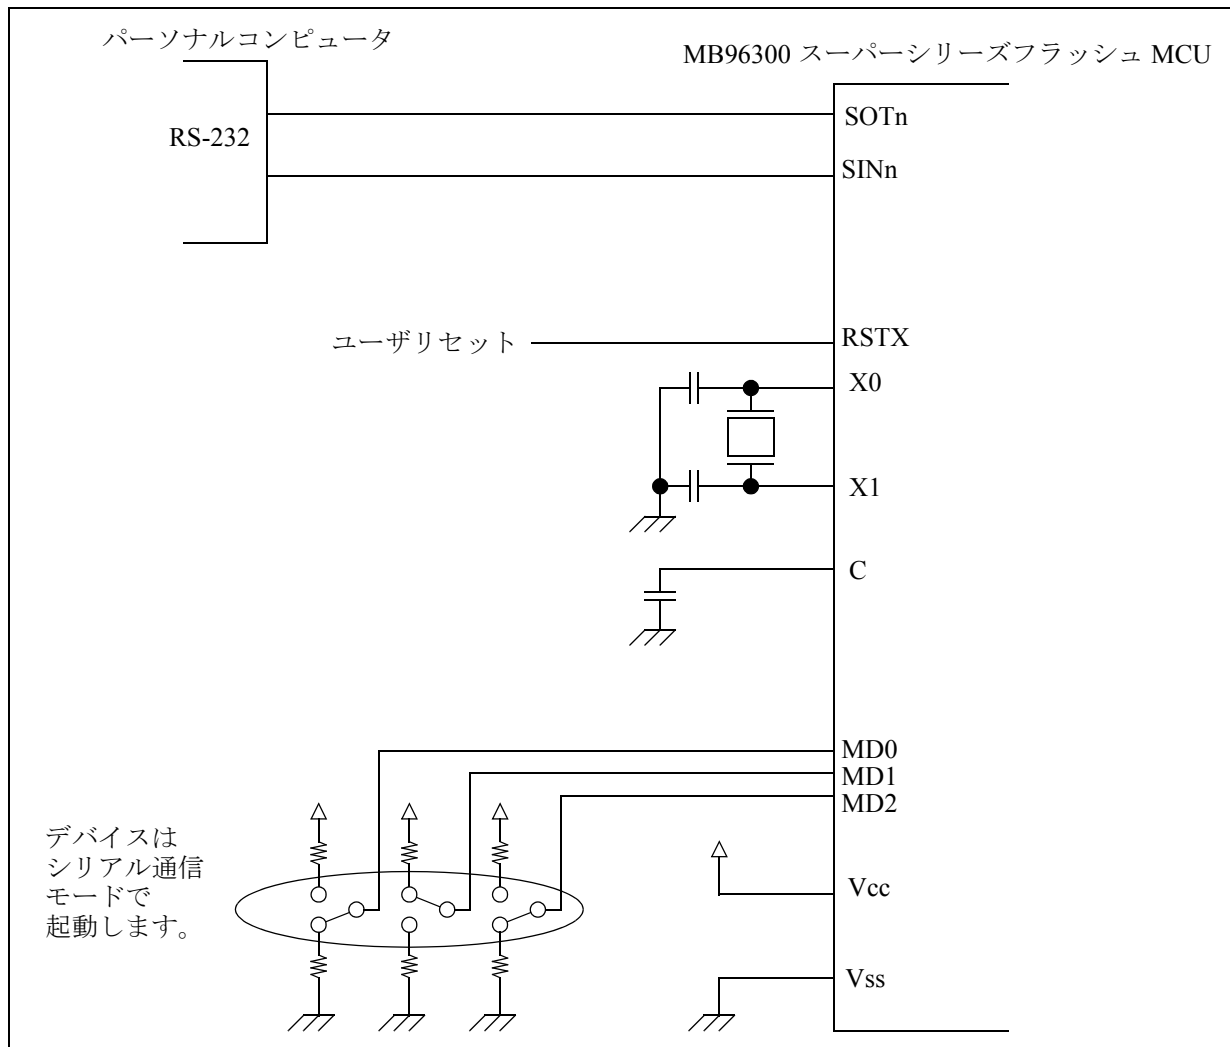 パーソナルコンピュータ
MB96300 スーパーシリーズフラッシュ MCU
RS-232
SOTn
SINn
ユーザリセット
RSTX
X0
X1
C
MD0
MD1
MD2
デバイスは
シリアル通信
モードで
起動します。
Vcc
Vss